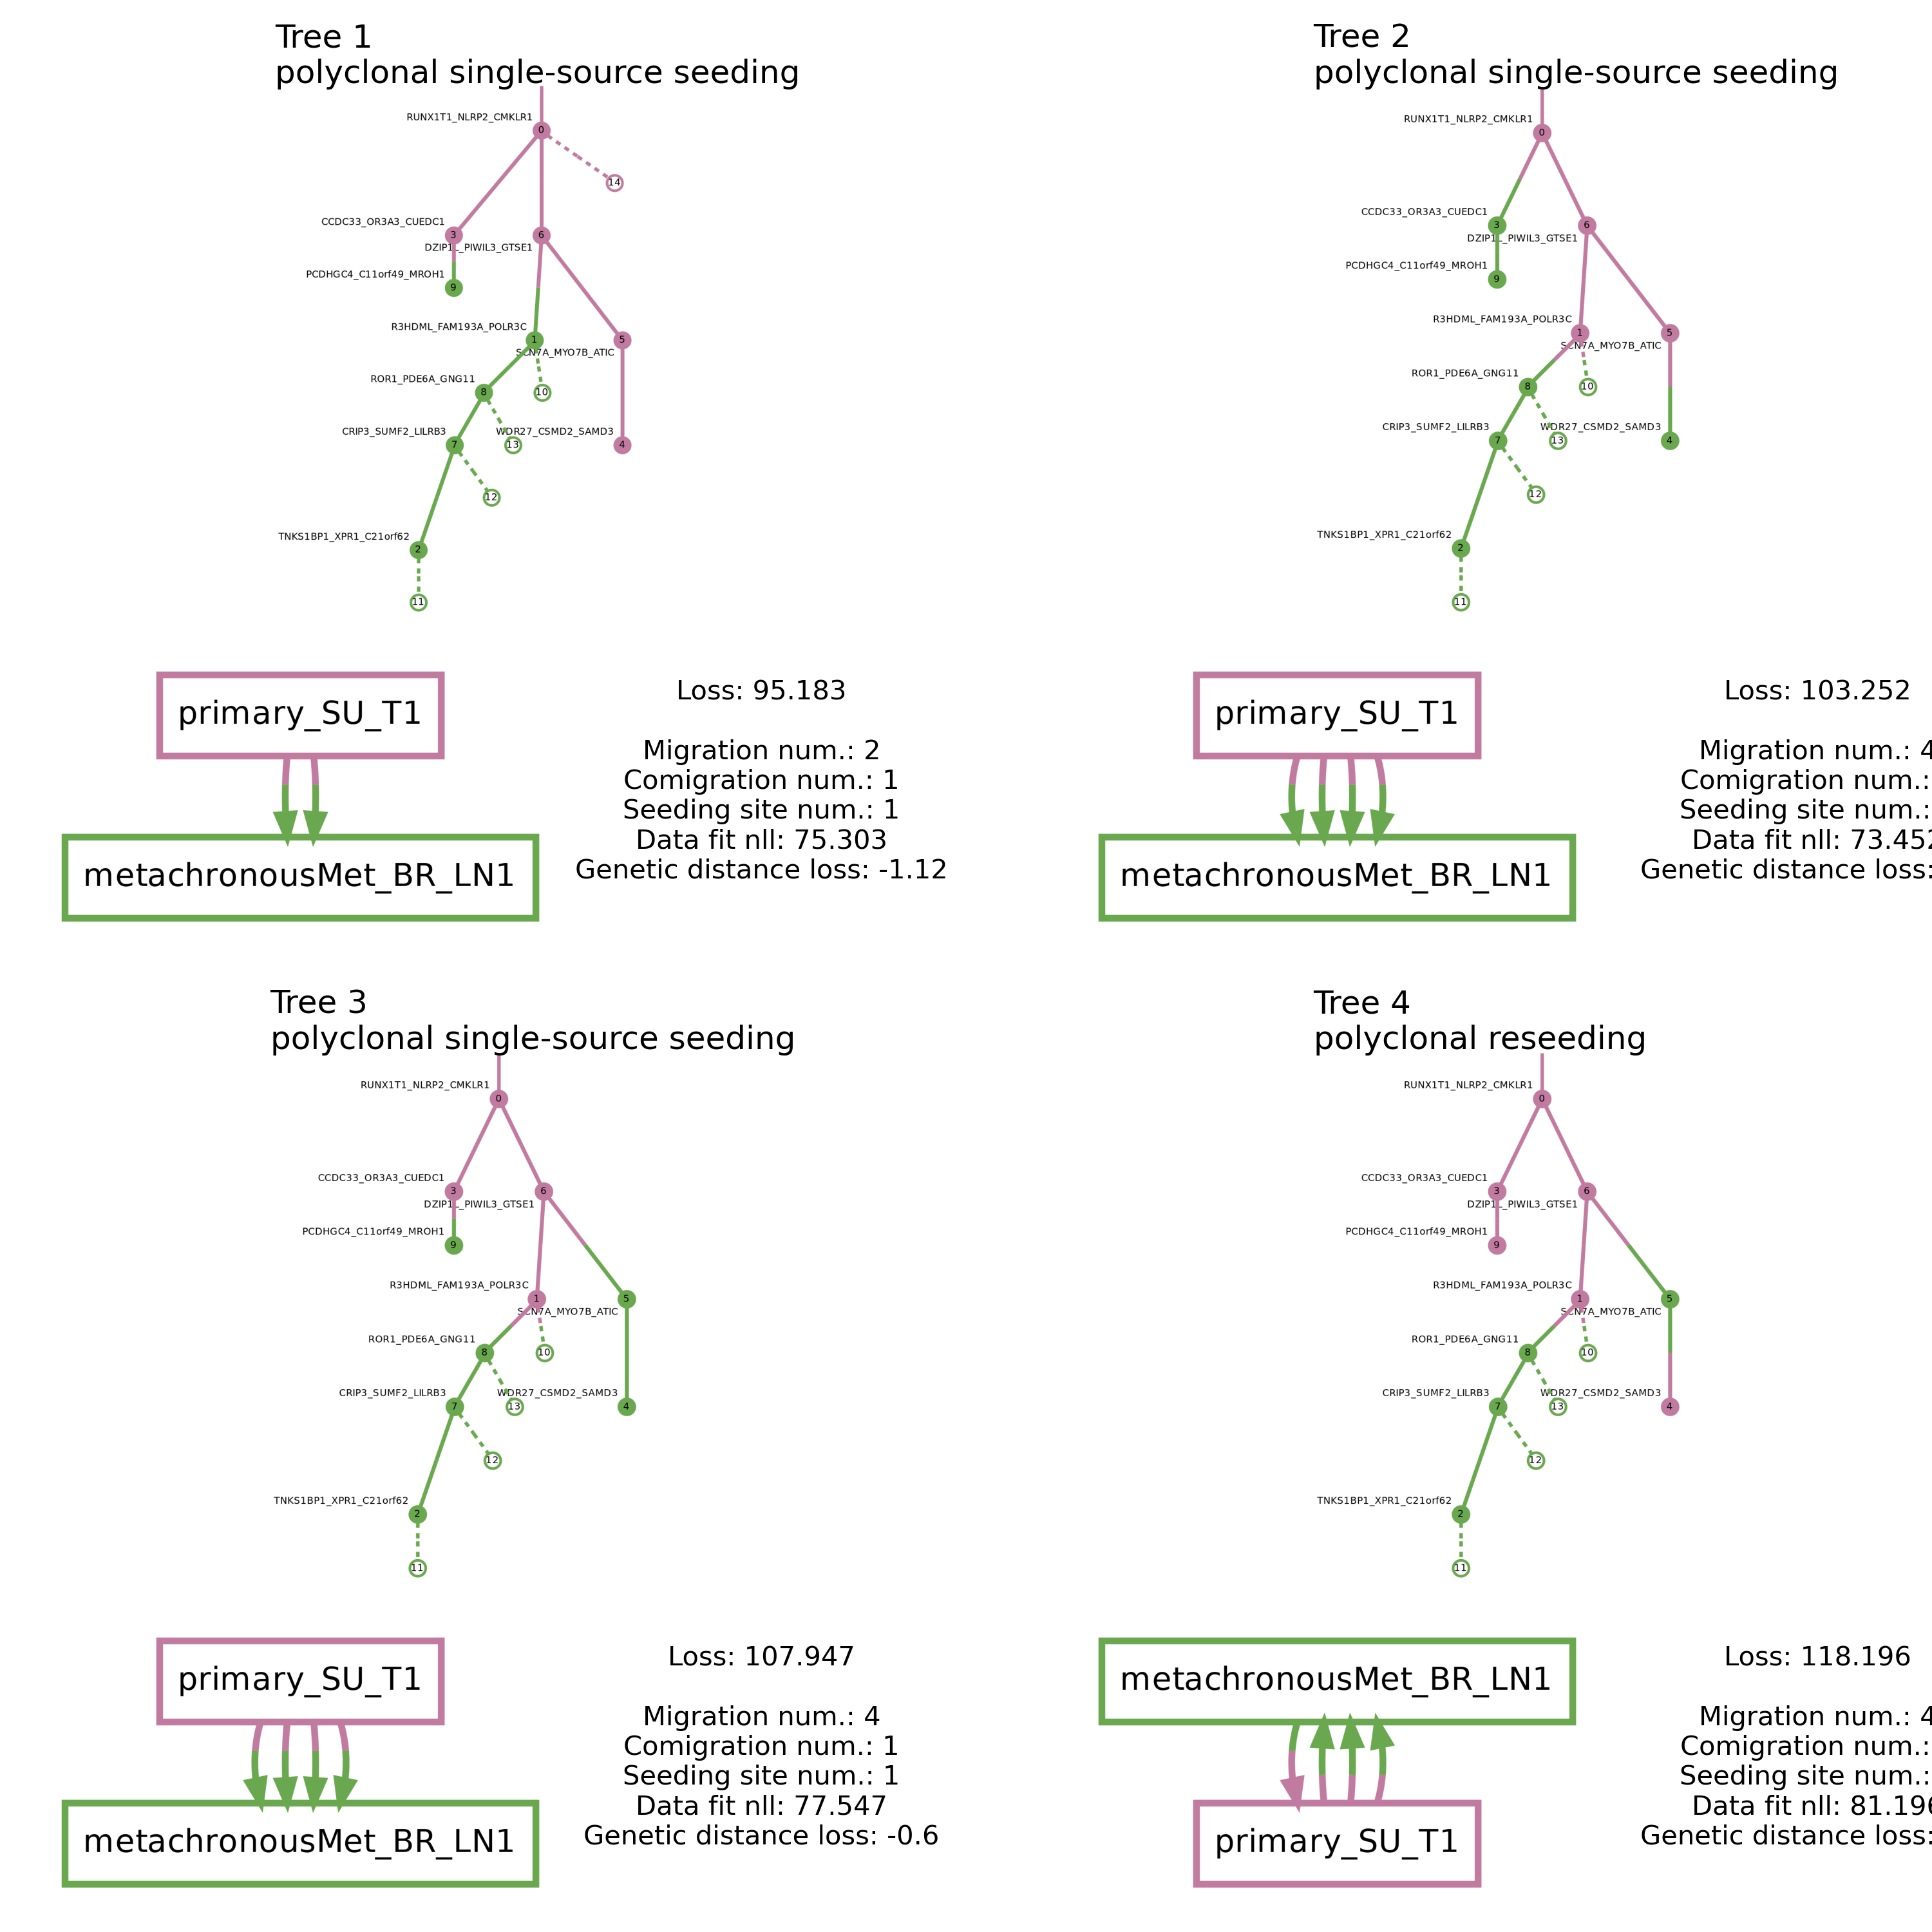 Tree 1
polyclonal single-source seeding
RUNX1T1_NLRP2_CMKLR1
0
14
CCDC33_OR3A3_CUEDC1
3
6
DZIP1L_PIWIL3_GTSE1
PCDHGC4_C11orf49_MROH1
9
R3HDML_FAM193A_POLR3C
1
5
SCN7A_MYO7B_ATIC
ROR1_PDE6A_GNG11
8
10
CRIP3_SUMF2_LILRB3
7
13
WDR27_CSMD2_SAMD3
4
12
TNKS1BP1_XPR1_C21orf62
2
11
primary_SU_T1
metachronousMet_BR_LN1
Loss: 95.183
Migration num.: 2
Comigration num.: 1
Seeding site num.: 1
Data fit nll: 75.303
Genetic distance loss: -1.12
Tree 2
polyclonal single-source seeding
RUNX1T1_NLRP2_CMKLR1
0
CCDC33_OR3A3_CUEDC1
3
6
DZIP1L_PIWIL3_GTSE1
PCDHGC4_C11orf49_MROH1
9
R3HDML_FAM193A_POLR3C
1
5
SCN7A_MYO7B_ATIC
ROR1_PDE6A_GNG11
8
10
CRIP3_SUMF2_LILRB3
7
13
WDR27_CSMD2_SAMD3
4
12
TNKS1BP1_XPR1_C21orf62
2
11
primary_SU_T1
metachronousMet_BR_LN1
Loss: 103.252
Migration num.: 4
Comigration num.:
Seeding site num.:
Data fit nll: 73.452
Genetic distance loss:
Tree 3
polyclonal single-source seeding
RUNX1T1_NLRP2_CMKLR1
0
CCDC33_OR3A3_CUEDC1
3
6
DZIP1L_PIWIL3_GTSE1
PCDHGC4_C11orf49_MROH1
9
R3HDML_FAM193A_POLR3C
1
5
SCN7A_MYO7B_ATIC
ROR1_PDE6A_GNG11
8
10
CRIP3_SUMF2_LILRB3
7
13
WDR27_CSMD2_SAMD3
4
12
TNKS1BP1_XPR1_C21orf62
2
11
primary_SU_T1
metachronousMet_BR_LN1
Loss: 107.947
Migration num.: 4
Comigration num.: 1
Seeding site num.: 1
Data fit nll: 77.547
Genetic distance loss: -0.6
Tree 4
polyclonal reseeding
RUNX1T1_NLRP2_CMKLR1
0
CCDC33_OR3A3_CUEDC1
3
6
DZIP1L_PIWIL3_GTSE1
PCDHGC4_C11orf49_MROH1
9
R3HDML_FAM193A_POLR3C
1
5
SCN7A_MYO7B_ATIC
ROR1_PDE6A_GNG11
8
10
CRIP3_SUMF2_LILRB3
7
13
WDR27_CSMD2_SAMD3
4
12
TNKS1BP1_XPR1_C21orf62
2
11
metachronousMet_BR_LN1
primary_SU_T1
Loss: 118.196
Migration num.: 4
Comigration num.:
Seeding site num.:
Data fit nll: 81.196
Genetic distance loss: